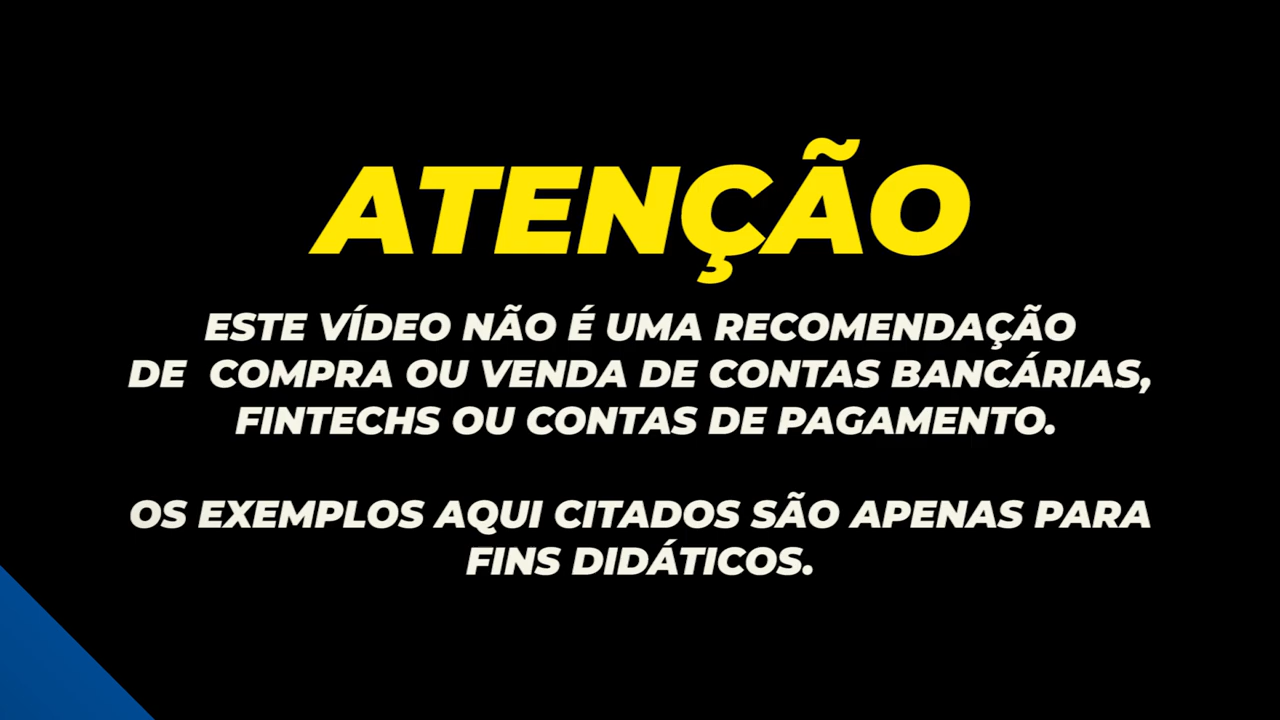 ATENÇÃO
ESTE VÍDEO NÃO É UMA RECOMENDAÇÃO
DE COMPRA OU VENDA DE CONTAS BANCÁRIAS,
FINTECHS OU CONTAS DE PAGAMENTO.
OS EXEMPLOS AQUI CITADOS SÃO APENAS PARA
FINS DIDÁTICOS.